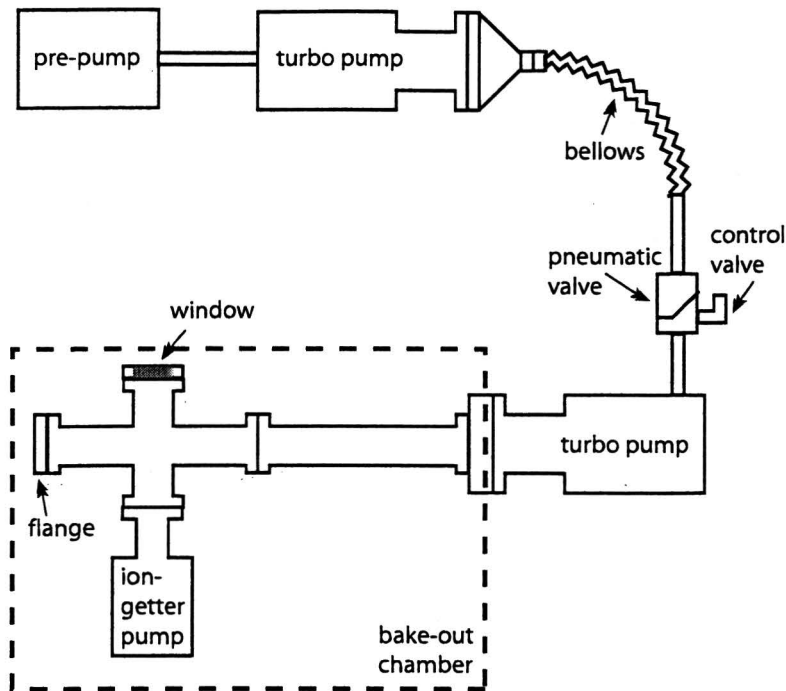 pre-pump
turbo pump
bellows
pneumatic
valve
control
valve
window
turbo pump
flange
ion-
getter
pump
bake-out
chamber